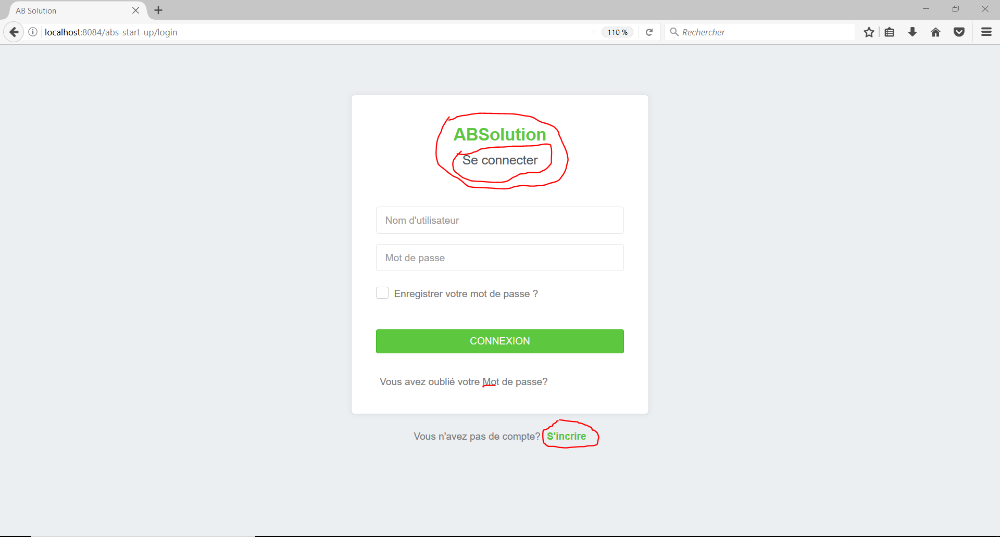 AB Solution
localhost:8084/abs-start-up/login
110 %
Rechercher
ABSolution
Se connecter
Nom d'utilisateur
Mot de passe
Enregistrer votre mot de passe ?
CONNEXION
Vous avez oublié votre Mot de passe?
Vous n'avez pas de compte? S'incrire